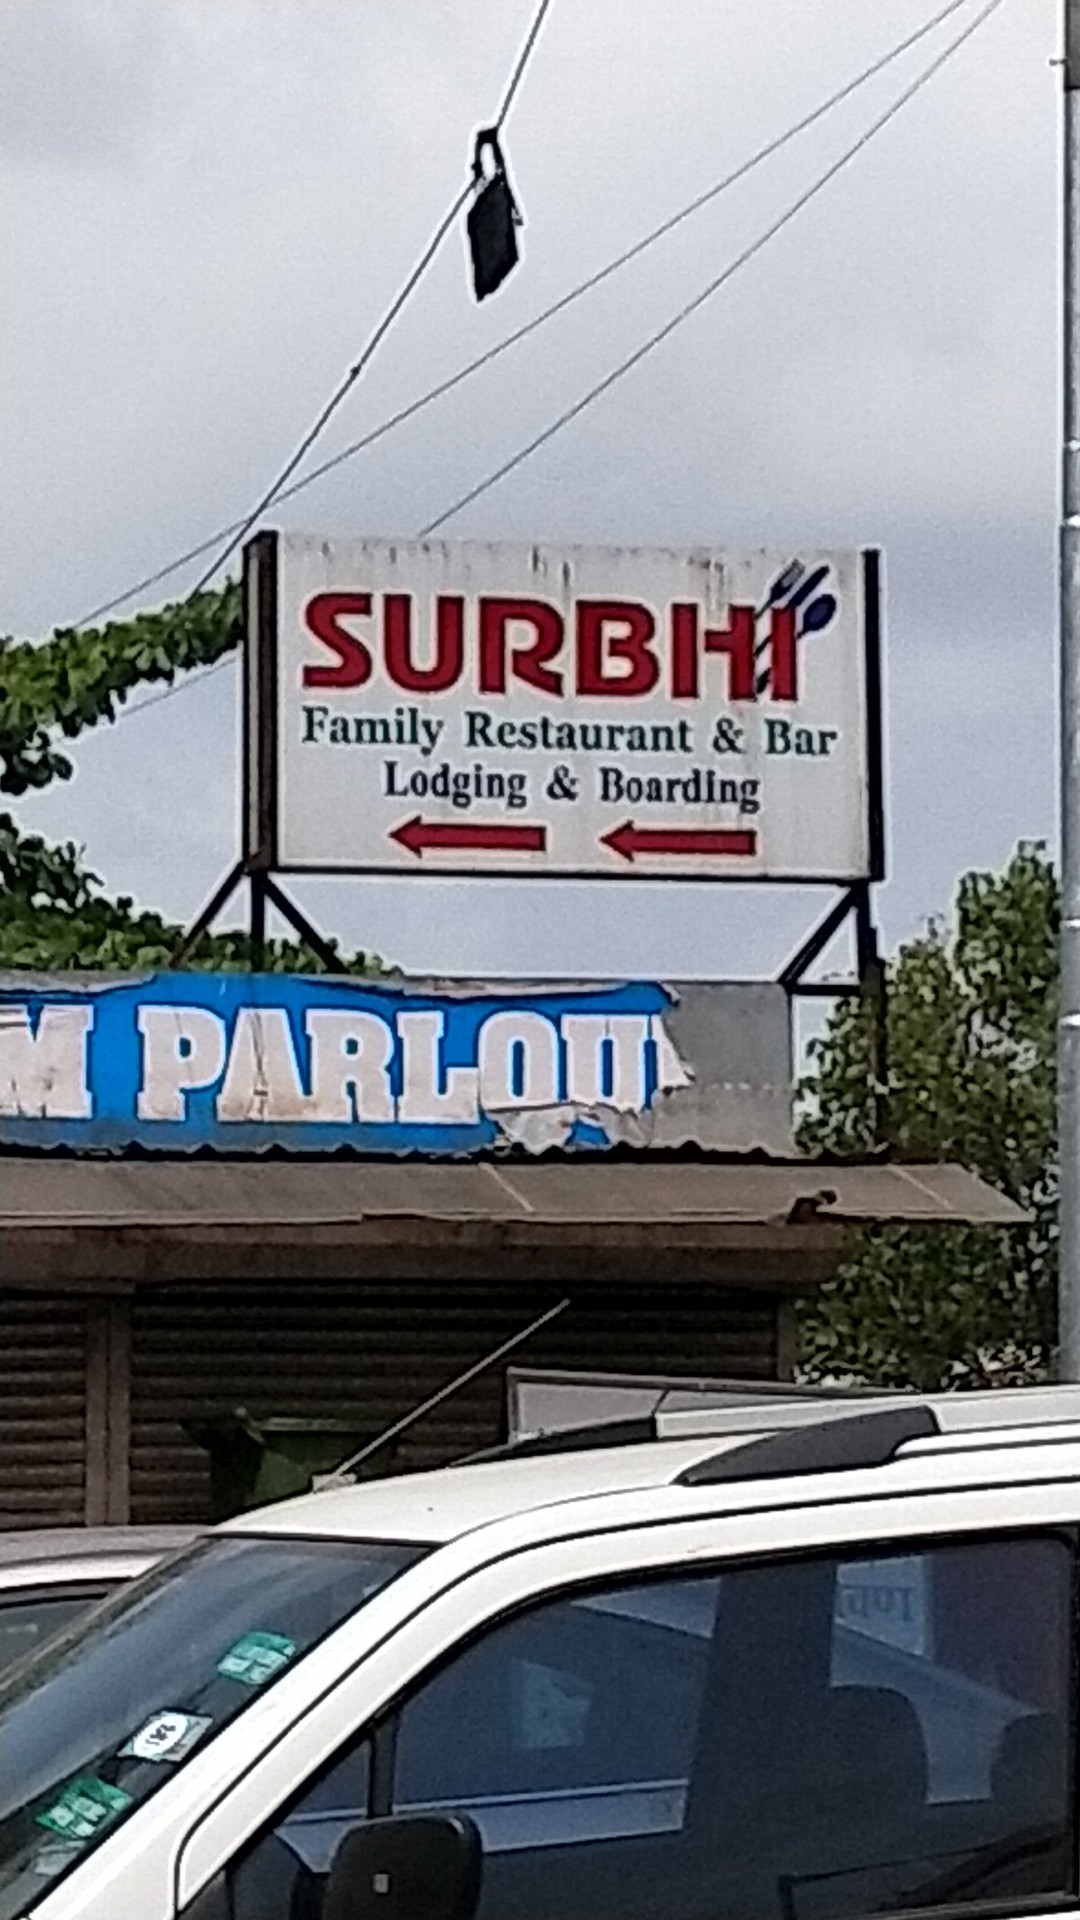 SURBHI
Family Restaurant & Bar
Lodging & Boarding
M PARLOU